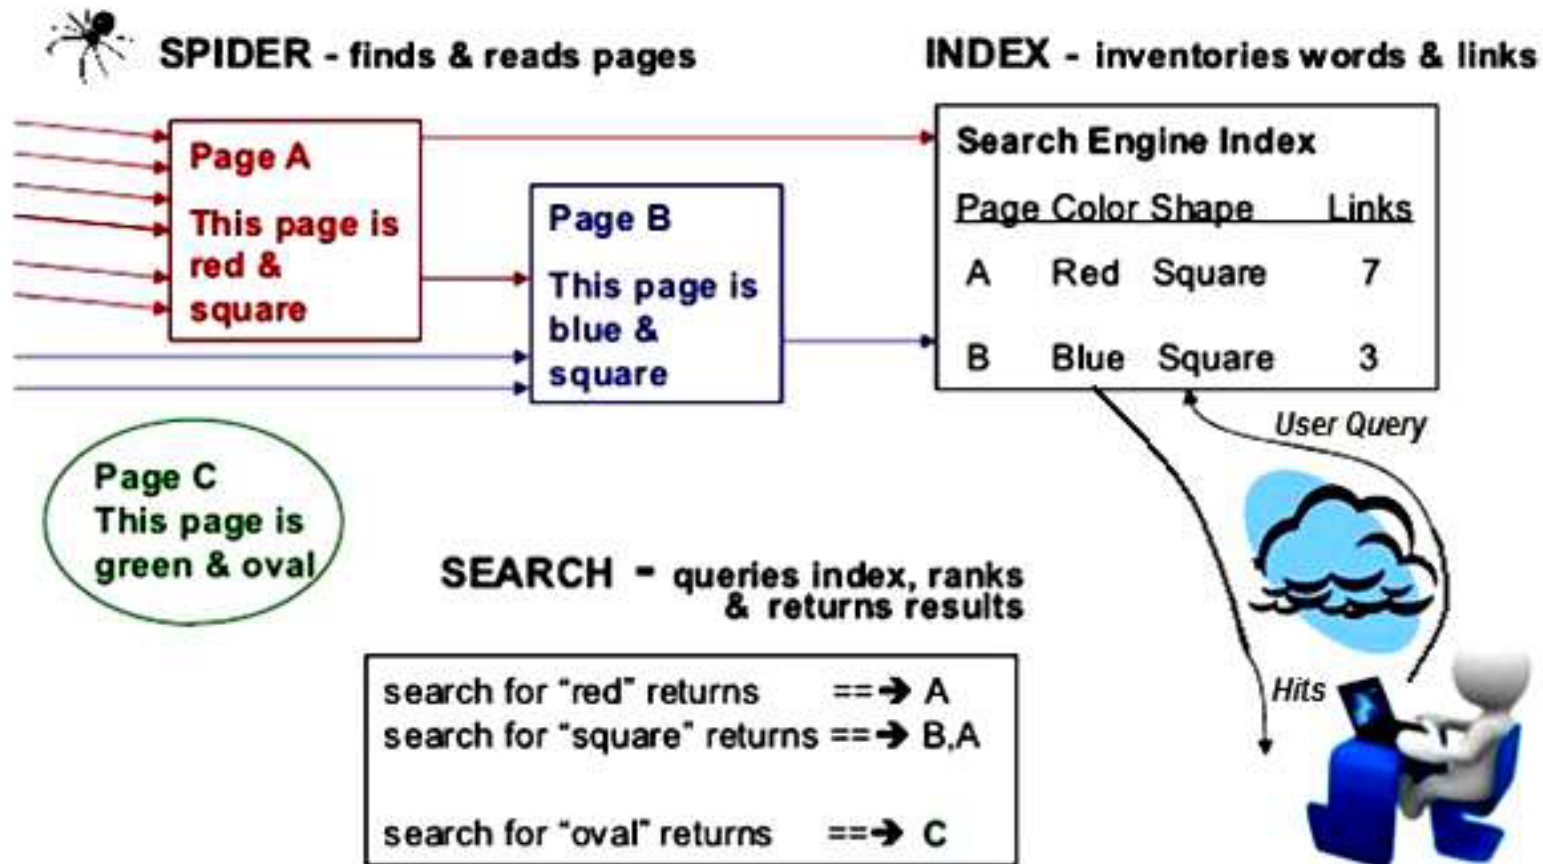 SPIDER - finds & reads pages
INDEX - inventories words & links
Page A
This page is
red &
square
Page B
This page is
blue &
square
Search Engine Index
Page Color Shape Links
A Red Square 7
B Blue Square 3
User Query
Page C
This page is
green & oval
SEARCH - queries index, ranks
& returns results
search for “red” returns ==➔ A
search for “square” returns ==➔ B,A
search for “oval” returns ==➔ C
Hits